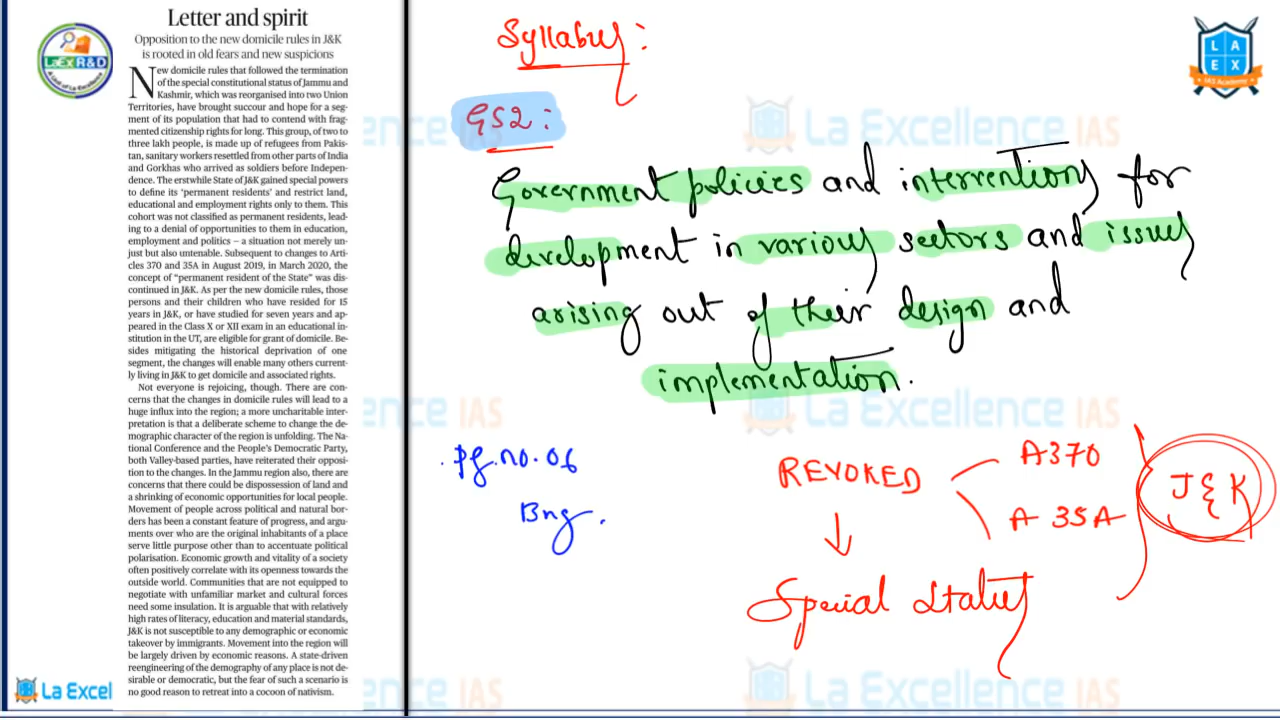 Letter and spirit
Opposition to the new domicile rules in J&K
is rooted in old fears and new suspicions
New domicile rules that followed the termination
of the special constitutional status of Jammu and
Kashmir, which was reorganised into two Union
Territories, have brought succour and hope for a seg-
ment of its population that had to contend with frag-
mented citizenship rights for long. This group, of two to
three lakh people, is made up of refugees from Pakis-
tan, sanitary workers resettled from other parts of India
and Gorkhas who arrived as soldiers before Indepen-
dence. The erstwhile State of J&K gained special powers
to define its ‘permanent residents’ and restrict land,
educational and employment rights only to them. This
cohort was not classified as permanent residents, lead-
ing to a denial of opportunities to them in education,
employment and politics – a situation not merely un-
just but also untenable. Subsequent to changes to Arti-
cles 370 and 35A in August 2019, in March 2020, the
concept of “permanent resident of the State” was dis-
continued in J&K. As per the new domicile rules, those
persons and their children who have resided for 15
years in J&K, or have studied for seven years and ap-
peared in the Class X or XII exam in an educational in-
stitution in the UT, are eligible for grant of domicile. Be-
sides mitigating the historical deprivation of one
segment, the changes will enable many others current-
ly living in J&K to get domicile and associated rights.
Not everyone is rejoicing, though. There are con-
cerns that the changes in domicile rules will lead to a
huge influx into the region; a more uncharitable inter-
pretation is that a deliberate scheme to change the de-
mographic character of the region is unfolding. The Na-
tional Conference and the People’s Democratic Party,
both Valley-based parties, have reiterated their opposi-
tion to the changes. In the Jammu region also, there are
concerns that there could be dispossession of land and
a shrinking of economic opportunities for local people.
Movement of people across political and natural bor-
ders has been a constant feature of progress, and argu-
ments over who are the original inhabitants of a place
serve little purpose other than to accentuate political
polarisation. Economic growth and vitality of a society
often positively correlate with its openness towards the
outside world. Communities that are not equipped to
negotiate with unfamiliar market and cultural forces
need some insulation. It is arguable that with relatively
high rates of literacy, education and material standards,
J&K is not susceptible to any demographic or economic
takeover by immigrants. Movement into the region will
be largely driven by economic reasons. A state-driven
reengineering of the demography of any place is not de-
sirable or democratic, but the fear of such a scenario is
no good reason to retreat into a cocoon of nativism.
LaEx R&D
La Excel
Syllabus:
GS2:
Government policies and interventions for
development in various sectors and issues
arising out of their design and
implementation.
Pg.no.06
Bng.
REVOKED
A370
A 35A
J & K
Special Status
L A
E X
IAS Academy
La Excellence IAS
ence IAS
La Excellence IAS
ence IAS
La Excellence IAS
ence IAS
La Excellence IAS